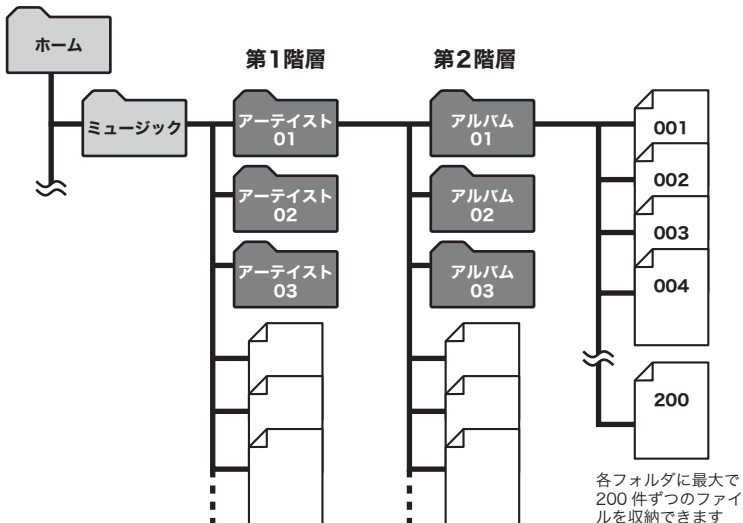 ホーム
第1階層
第2階層
ミュージック
アーテイスト
01
アルバム
01
001
002
アーテイスト
02
アルバム
02
003
アーテイスト
03
アルバム
03
004
200
各フォルダに最大で
200 件ずつのファイ
ルを収納できます